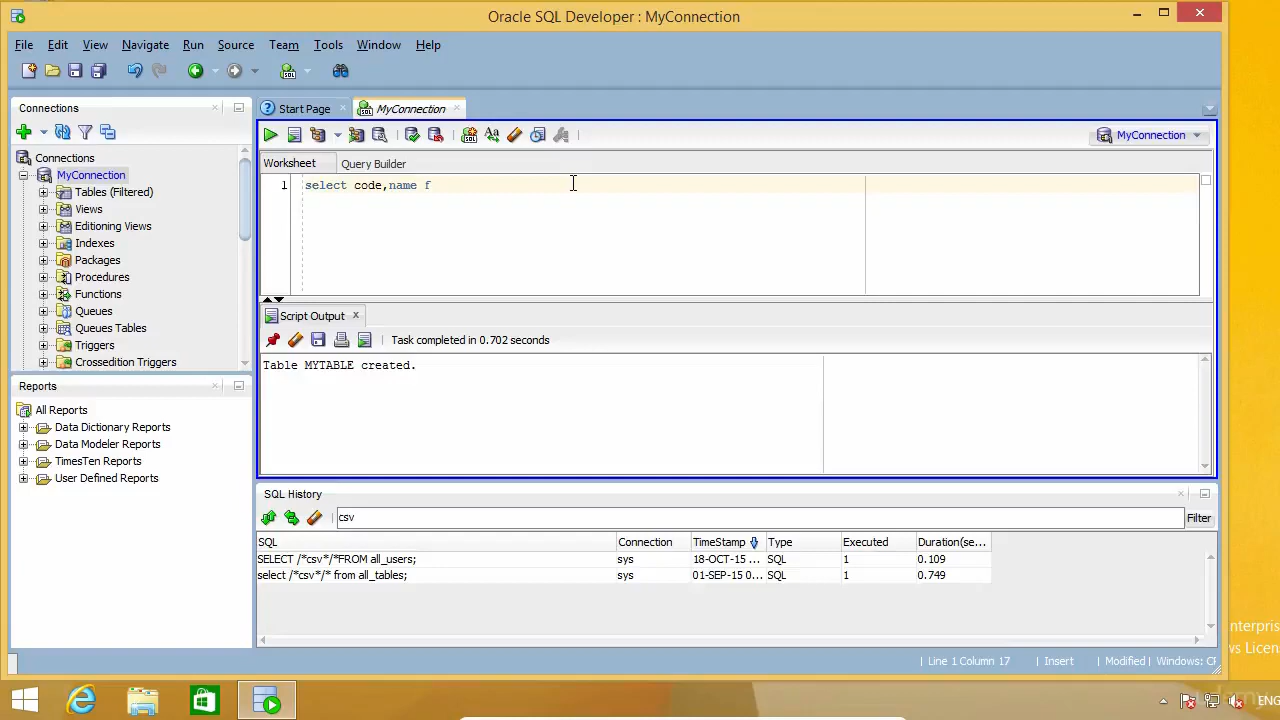 Oracle SQL Developer : MyConnection
File Edit View Navigate Run Source Team Tools Window Help
Connections
Connections
MyConnection
Tables (Filtered)
Views
Editioning Views
Indexes
Packages
Procedures
Functions
Queues
Queues Tables
Triggers
Crossedition Triggers
Reports
All Reports
Data Dictionary Reports
Data Modeler Reports
TimesTen Reports
User Defined Reports
Start Page MyConnection
MyConnection
Worksheet Query Builder
1 select code,name f
Script Output
Task completed in 0.702 seconds
Table MYTABLE created.
SQL History
csv Filter
SQL Connection TimeStamp Type Executed Duration(se...
SELECT /*csv*/*FROM all_users; sys 18-OCT-15 ... SQL 1 0.109
select /*csv*/* from all_tables; sys 01-SEP-15 0... SQL 1 0.749
Line 1 Column 17 Insert Modified Windows: CF
nterpris
ws Licen
ENG